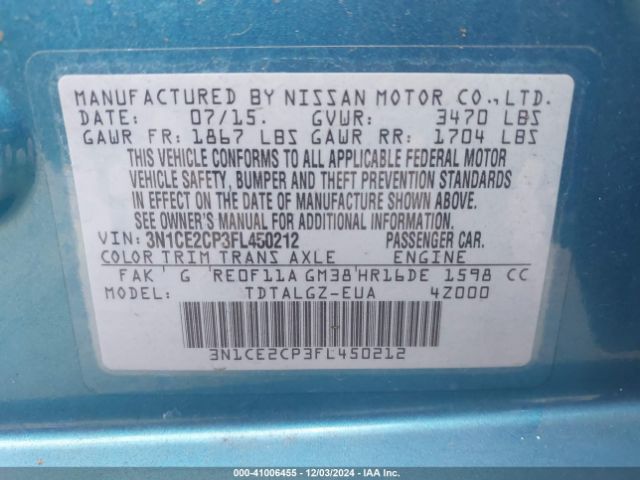 MANUFACTURED BY NISSAN MOTOR CO.,LTD.
DATE: 07/15. GVWR: 3470 LBS
GAWR FR: 1867 LBS GAWR RR: 1704 LBS
THIS VEHICLE CONFORMS TO ALL APPLICABLE FEDERAL MOTOR
VEHICLE SAFETY, BUMPER AND THEFT PREVENTION STANDARDS
IN EFFECT ON THE DATE OF MANUFACTURE SHOWN ABOVE.
SEE OWNER'S MANUAL FOR ADDITIONAL INFORMATION.
VIN: 3N1CE2CP3FL450212 PASSENGER CAR.
COLOR TRIM TRANS AXLE ENGINE
FAK G RE0F11A GM38 HR16DE 1598 CC
MODEL: TDTALGZ-EUA 4Z000
3N1CE2CP3FL450212
000-41006455 - 12/03/2024 - IAA Inc.